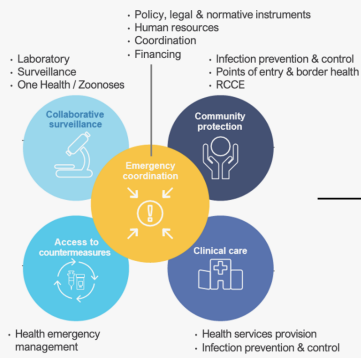 · Policy, legal & normative instruments
· Human resources
· Coordination
· Financing
· Laboratory
· Surveillance
· One Health / Zoonoses
· Infection prevention & control
· Points of entry & border health
· RCCE
Collaborative
surveillance
Community
protection
Emergency
coordination
Access to
countermeasures
Clinical care
· Health emergency
management
· Health services provision
· Infection prevention & control